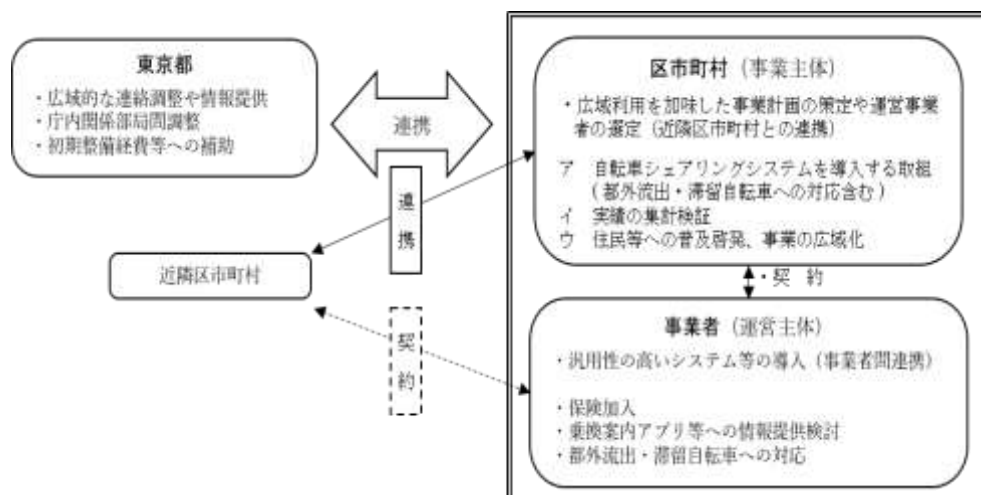 東京都
・広域的な連絡調整や情報提供
・庁内関係部局間調整
・初期整備経費等への補助
連携
連携
近隣区市町村
契約
区市町村（事業主体）
・広域利用を加味した事業計画の策定や運営事業
者の選定（近隣区市町村との連携）
ア　自転車シェアリングシステムを導入する取組
（都外流出・滞留自転車への対応含む）
イ　実績の集計検証
ウ　住民等への普及啓発、事業の広域化
・契　約
事業者（運営主体）
・汎用性の高いシステム等の導入（事業者間連携）
・保険加入
・乗換案内アプリ等への情報提供検討
・都外流出・滞留自転車への対応